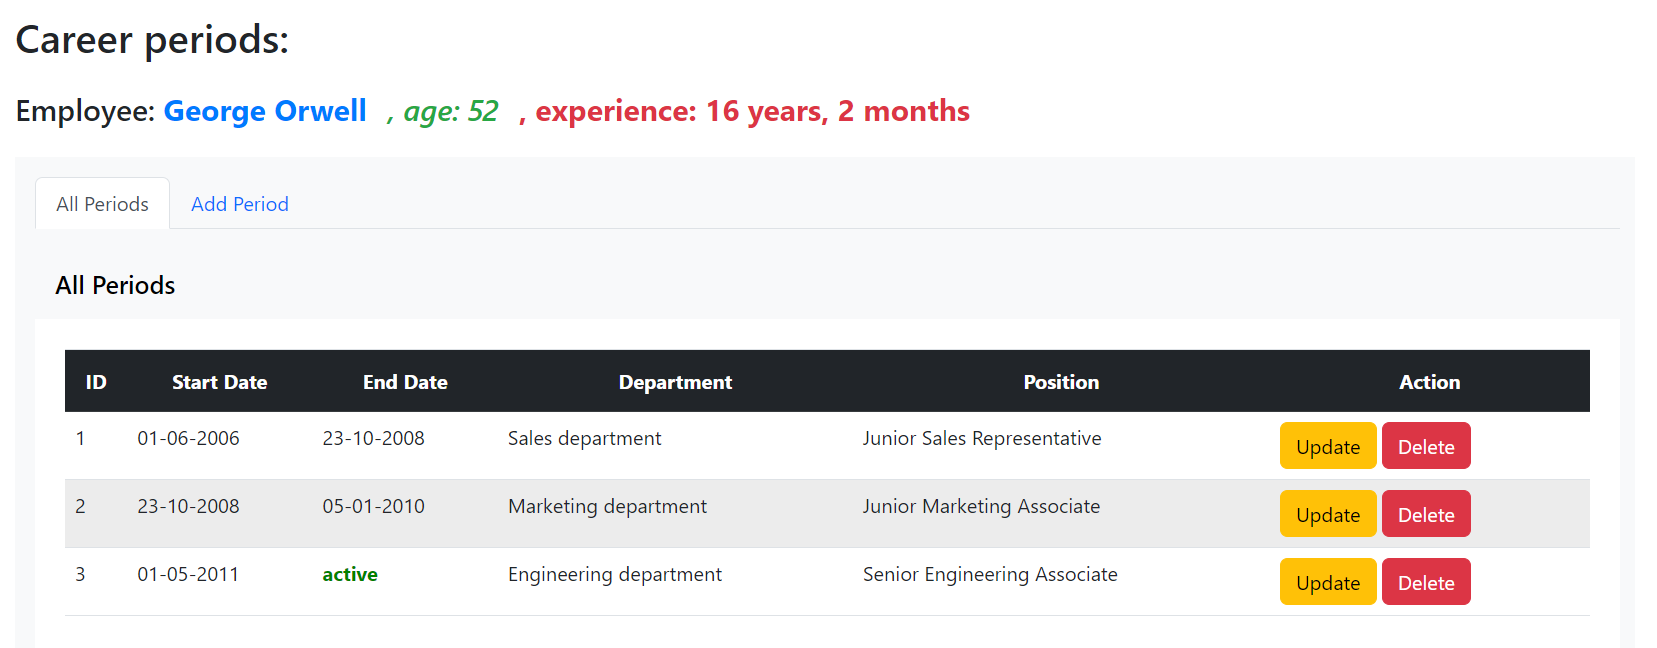 Career periods:
Employee: George Orwell , age: 52 , experience: 16 years, 2 months
All Periods Add Period
All Periods
ID Start Date End Date Department Position Action
1 01-06-2006 23-10-2008 Sales department Junior Sales Representative Update Delete
2 23-10-2008 05-01-2010 Marketing department Junior Marketing Associate Update Delete
3 01-05-2011 active Engineering department Senior Engineering Associate Update Delete